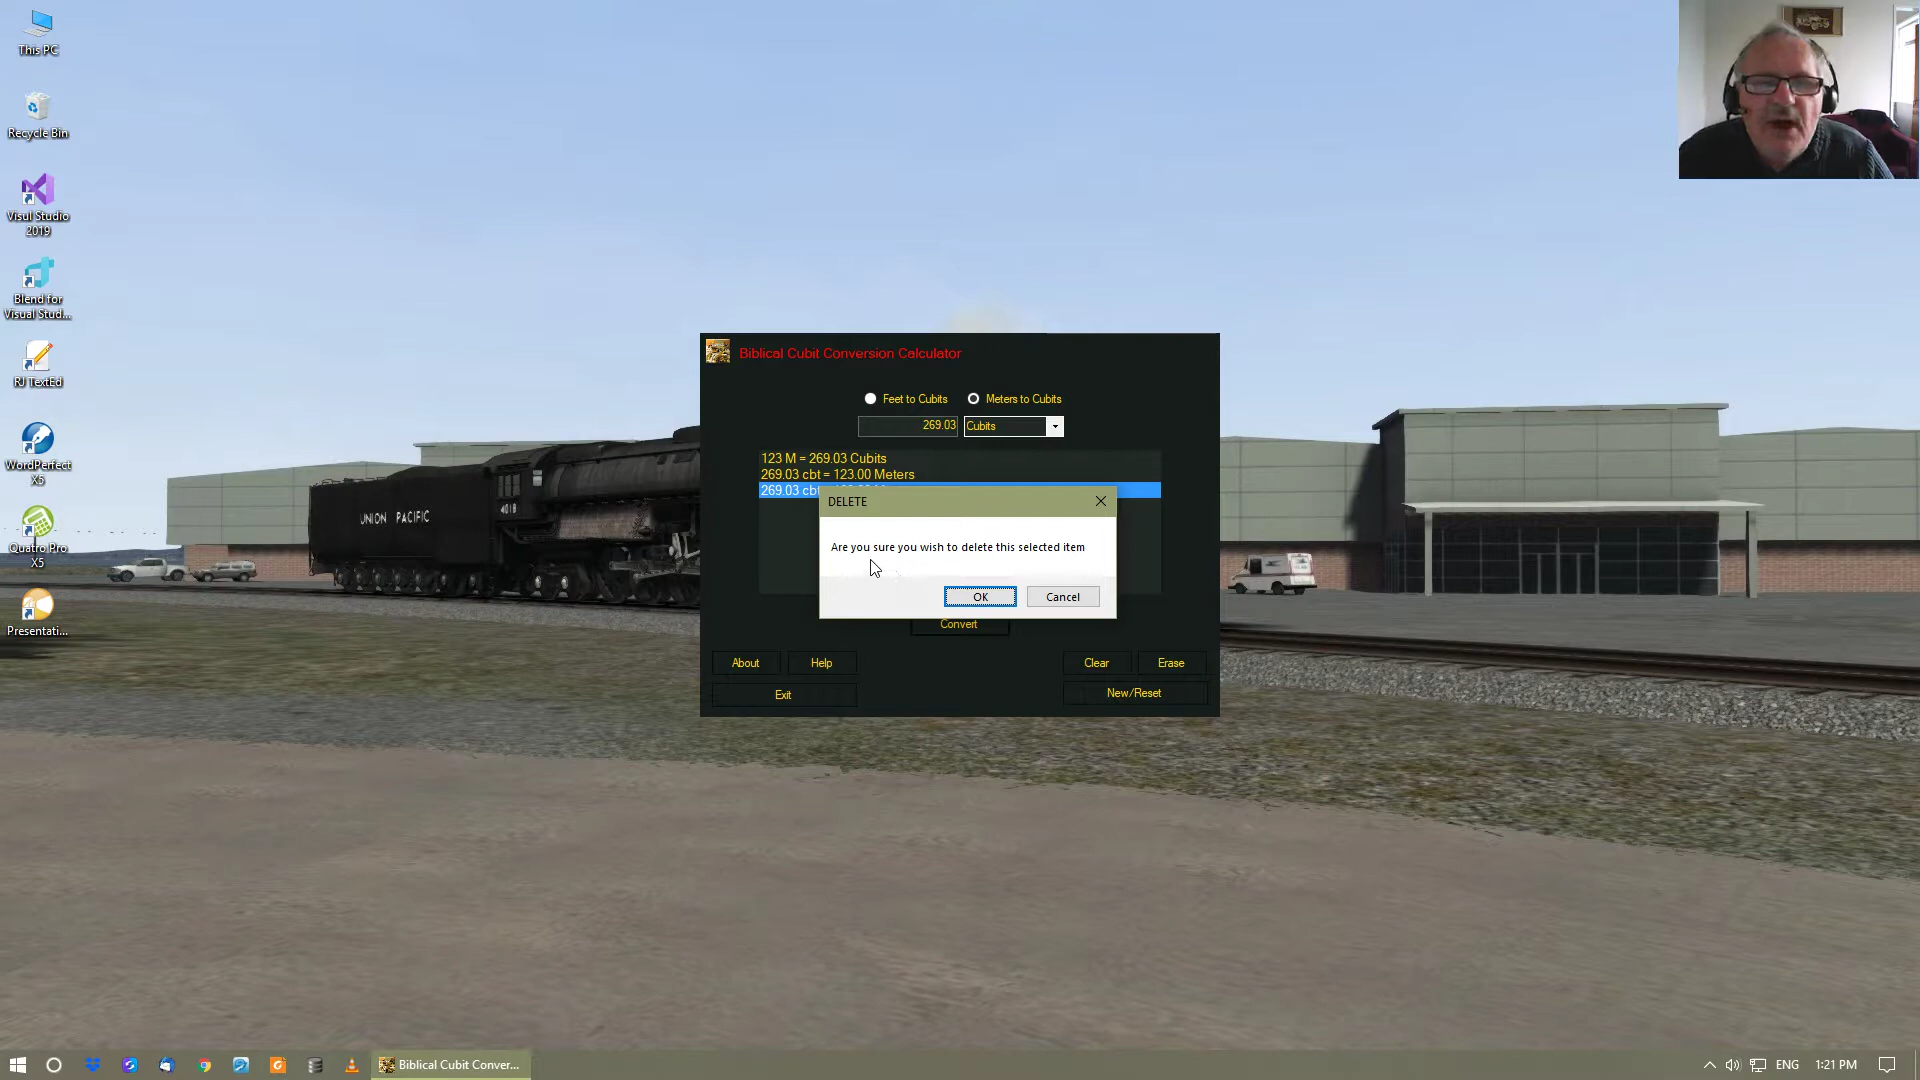 This PC
Recycle Bin
Visul Studio
2019
Blend for
Visual Stud...
RJ TextEd
WordPerfect
X5
Quatro Pro
X5
Presentati...
UNION PACIFIC
4018
Biblical Cubit Conversion Calculator
Feet to Cubits
Meters to Cubits
269.03
Cubits
123 M = 269.03 Cubits
269.03 cbt = 123.00 Meters
269.03 cbt
DELETE
Are you sure you wish to delete this selected item
OK
Cancel
Convert
About
Help
Clear
Erase
Exit
New/Reset
Biblical Cubit Conver...
ENG
1:21 PM